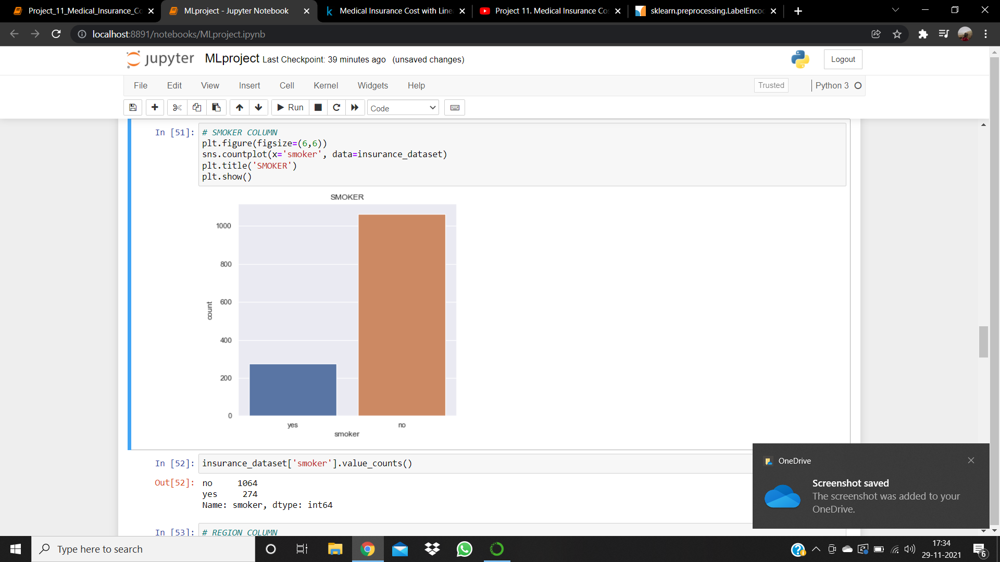 Project_11_Medical_Insurance_Co
MLproject - Jupyter Notebook
Medical Insurance Cost with Line
Project 11. Medical Insurance Cos
sklearn.preprocessing.LabelEncod
localhost:8891/notebooks/MLproject.ipynb
jupyter MLproject Last Checkpoint: 39 minutes ago (unsaved changes)
Logout
File Edit View Insert Cell Kernel Widgets Help
Trusted
Python 3
Run
Code
In [51]: # SMOKER COLUMN
plt.figure(figsize=(6,6))
sns.countplot(x='smoker', data=insurance_dataset)
plt.title('SMOKER')
plt.show()
SMOKER
1000
800
600
400
200
0
count
yes no
smoker
In [52]: insurance_dataset['smoker'].value_counts()
Out[52]: no     1064
yes     274
Name: smoker, dtype: int64
In [53]: # REGION COLUMN
OneDrive
Screenshot saved
The screenshot was added to your
OneDrive.
Type here to search
17:34
29-11-2021
6